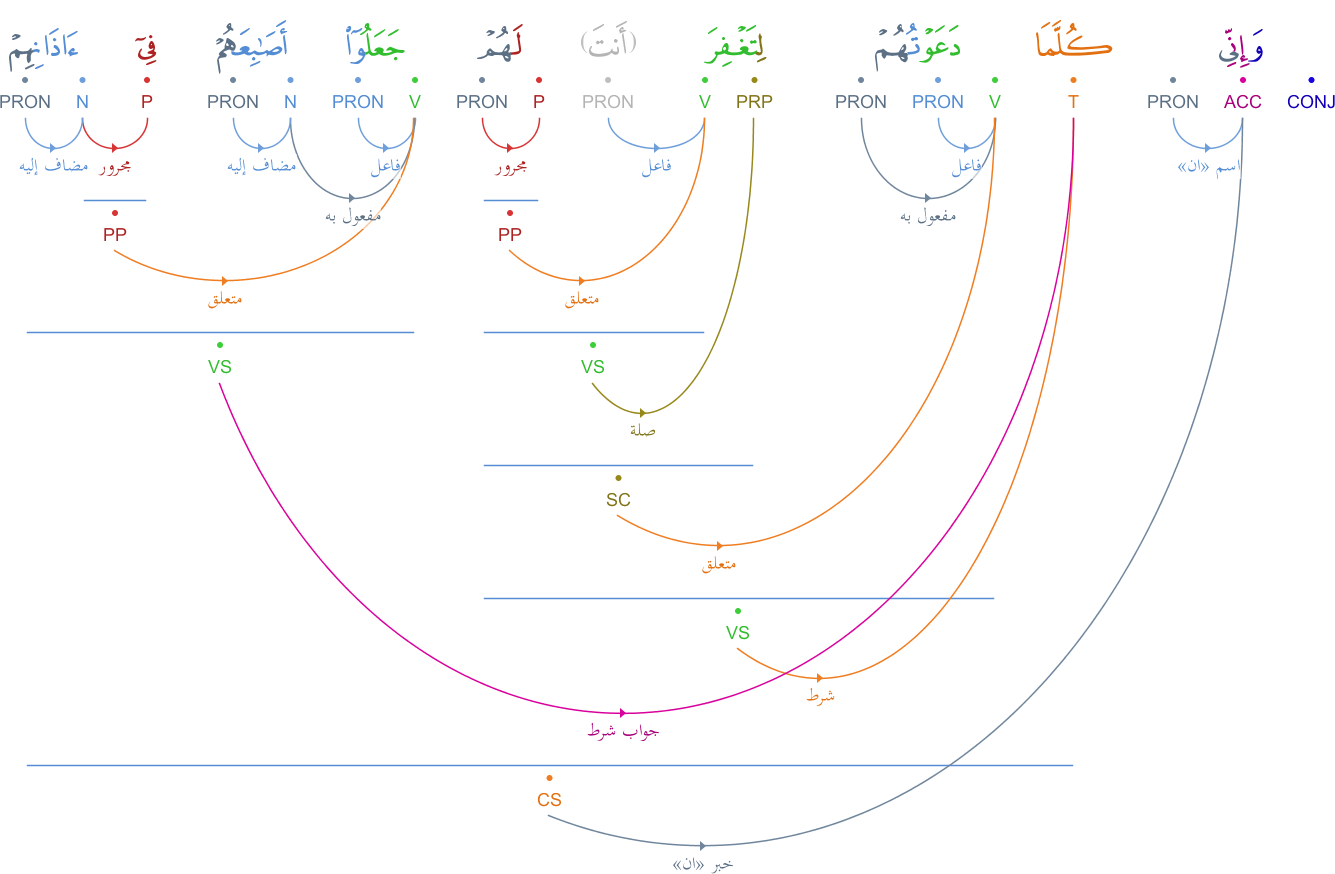 وَإِنِّى كُلَّمَا دَعَوْتُهُمْ لِتَغْفِرَ (أَنتَ) لَهُمْ جَعَلُوٓا۟ أَصَٰبِعَهُمْ فِىٓ ءَاذَانِهِمْ
PRON N P PRON N PRON V PRON P PRON V PRP PRON PRON V T PRON ACC CONJ
مضاف إليه مجرور مضاف إليه فاعل مجرور فاعل فاعل اسم «ان»
مفعول به مفعول به
PP PP
متعلق متعلق
VS VS
صلة
SC
متعلق
VS
شرط
جواب شرط
CS
خبر «ان»